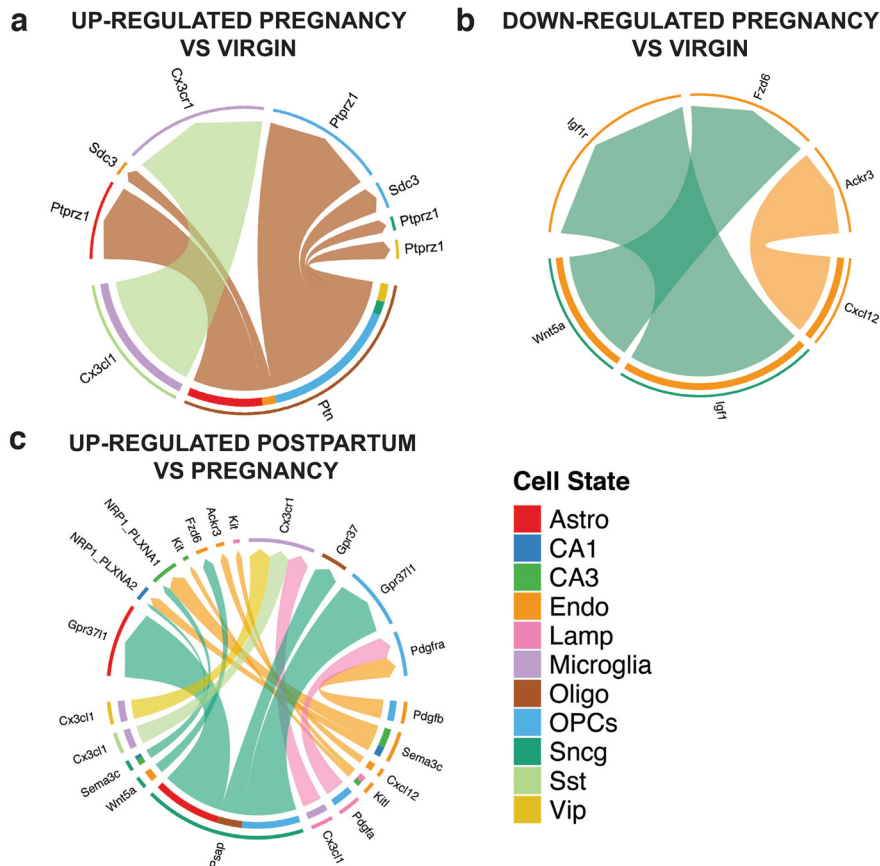 a
UP-REGULATED PREGNANCY
VS VIRGIN
Cx3cr1
Ptprz1
Sdc3
Sdc3
Ptprz1
Ptprz1
Ptprz1
Cx3cl1
Ptn
b
DOWN-REGULATED PREGNANCY
VS VIRGIN
Igf1r
Fzd6
Ackr3
Wnt5a
Cxcl12
Igf1
c
UP-REGULATED POSTPARTUM
VS PREGNANCY
NRP1_PLXNA2
NRP1_PLXNA1
Kit
Fzd6
Ackr3
Kit
Cx3cr1
Gpr37
Gpr37l1
Gpr37l1
Pdgfra
Cx3cl1
Cx3cl1
Sema3c
Wnt5a
Psap
Cx3cl1
Pdgfa
Kitl
Cxcl12
Sema3c
Pdgfb
Cell State
Astro
CA1
CA3
Endo
Lamp
Microglia
Oligo
OPCs
Sncg
Sst
Vip